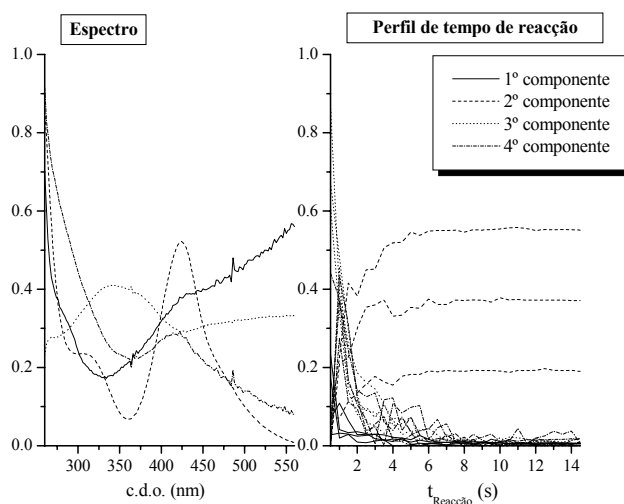 Espectro
Perfil de tempo de reacção
1º componente
2º componente
3º componente
4º componente
1.0
0.8
0.6
0.4
0.2
0.0
300 350 400 450 500 550
c.d.o. (nm)
1.0
0.8
0.6
0.4
0.2
0.0
2 4 6 8 10 12 14
t Reacção (s)